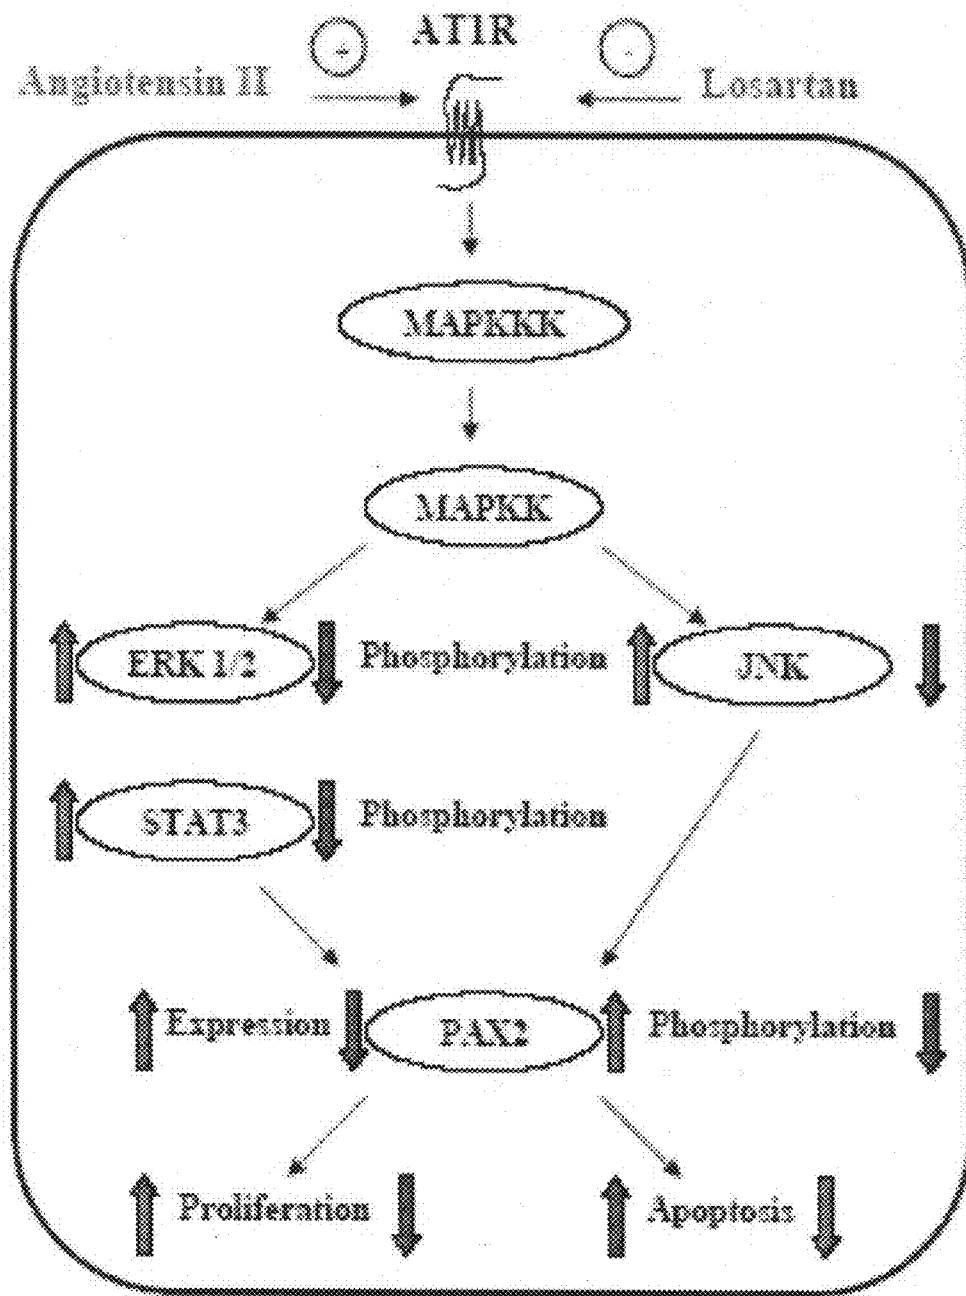 AT1R
+
-
Angiotensin II
Losartan
MAPKKK
MAPKK
ERK 1/2
Phosphorylation
JNK
STAT3
Phosphorylation
Expression
PAX2
Phosphorylation
Proliferation
Apoptosis